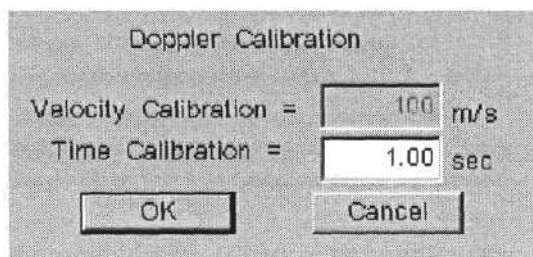 Doppler Calibration
Velocity Calibration = 100 m/s
Time Calibration = 1.00 sec
OK Cancel